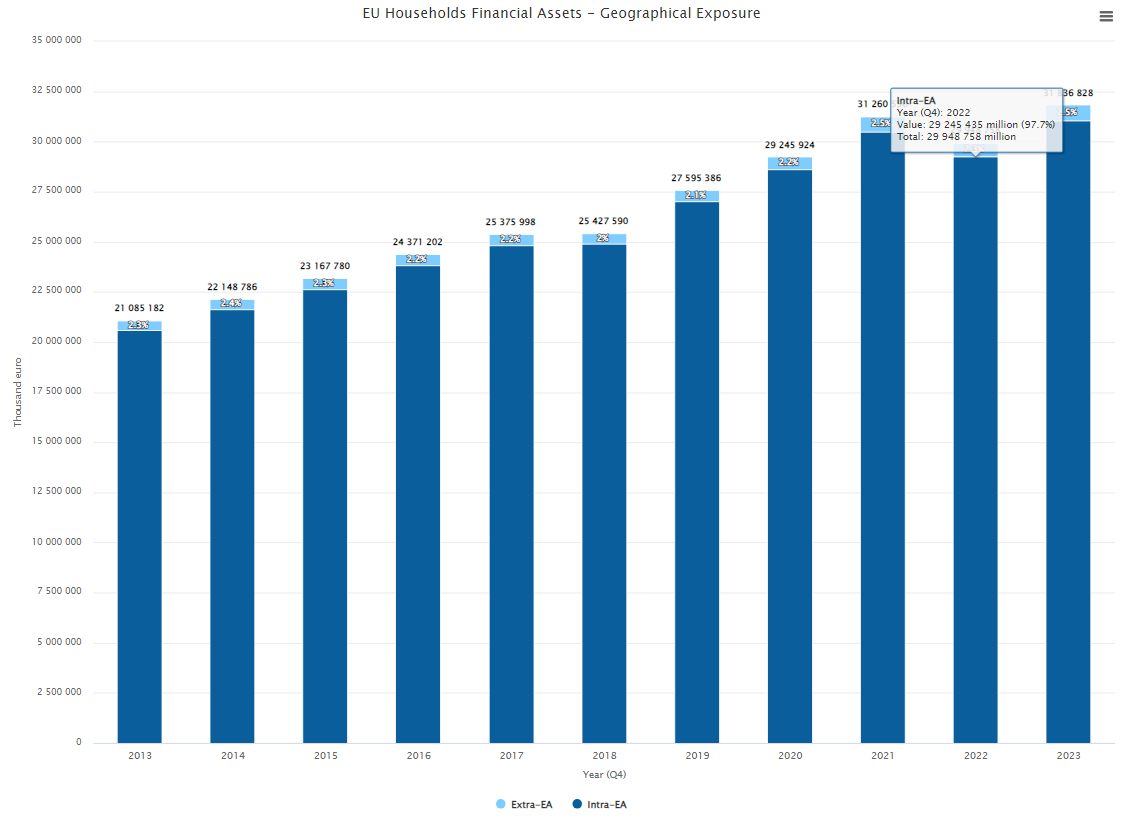 EU Households Financial Assets - Geographical Exposure
35 000 000
32 500 000
30 000 000
27 500 000
25 000 000
22 500 000
20 000 000
17 500 000
15 000 000
12 500 000
10 000 000
7 500 000
5 000 000
2 500 000
0
Thousand euro
21 085 182
2.3%
22 148 786
2.4%
23 167 780
2.3%
24 371 202
2.2%
25 375 998
2.2%
25 427 590
2%
27 595 386
2.1%
29 245 924
2.2%
31 260
2.5%
Intra-EA
Year (Q4): 2022
Value: 29 245 435 million (97.7%)
Total: 29 948 758 million
31 836 828
.5%
2013 2014 2015 2016 2017 2018 2019 2020 2021 2022 2023
Year (Q4)
Extra-EA Intra-EA